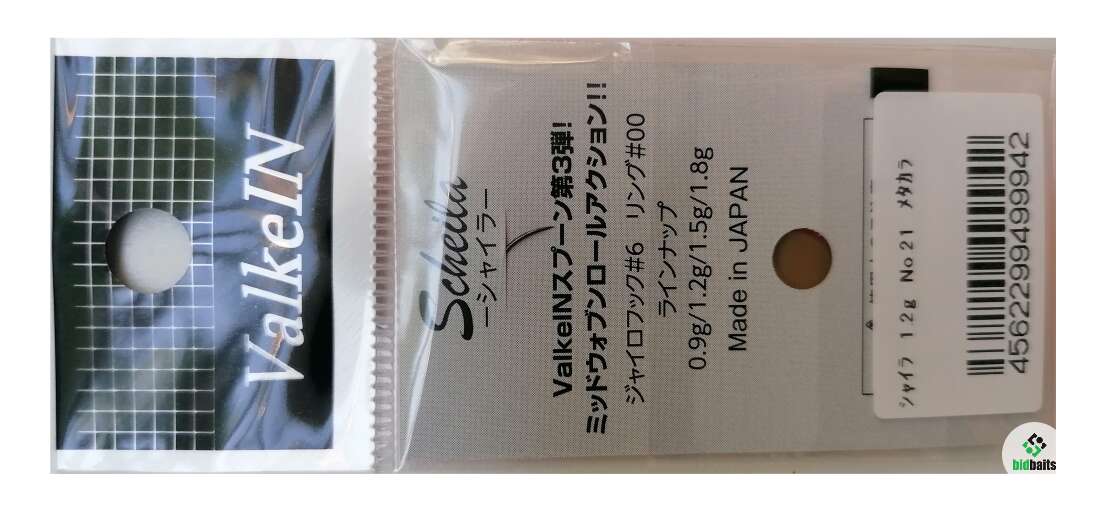 ValkeIN
Scheila
－シャイラー－
ValkeINスプーン第3弾!
ミッドウォブンロールアクション!!
ジャイロフック#6 リング#00
ラインナップ
0.9g/1.2g/1.5g/1.8g
Made in JAPAN
シャイラ 1.2g No21 メタカラ
4562299499942
bidbaits